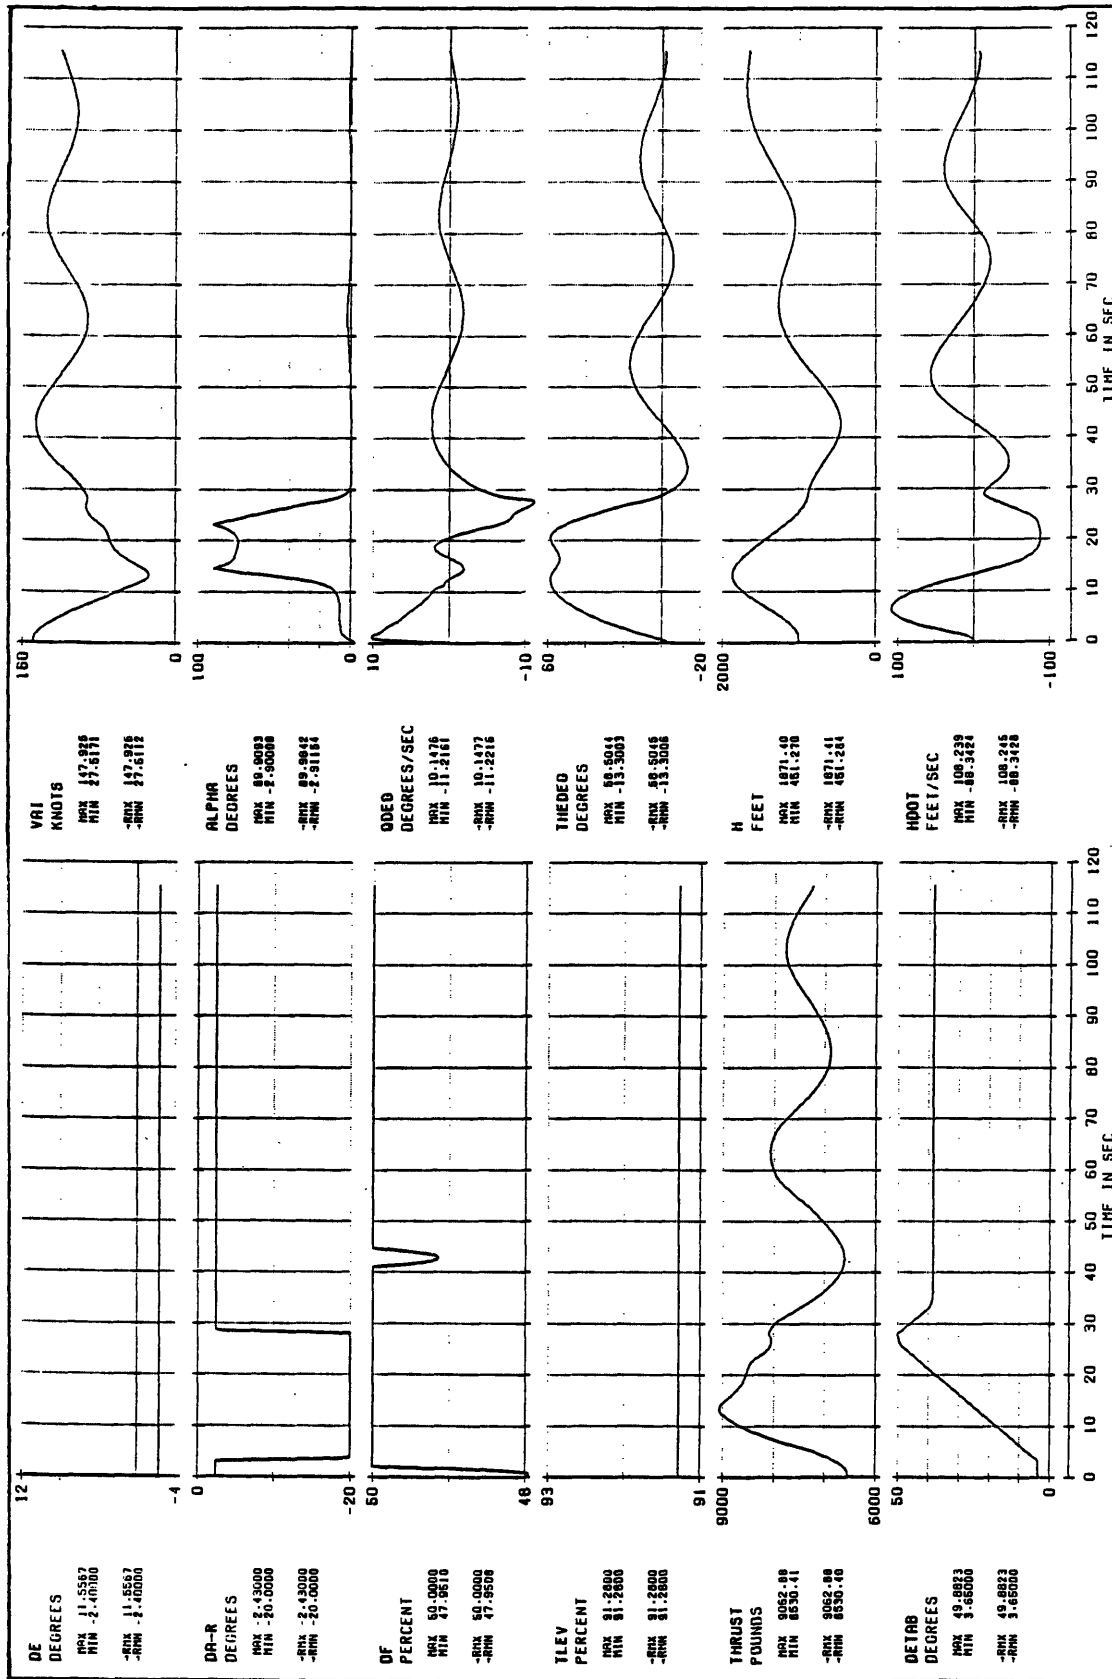 DE
DEGREES
MAX 11.5567
MIN -2.40000
-RMX 11.5567
-RMN -2.40000
12
-4
DA-R
DEGREES
MAX -2.43000
MIN -20.0000
-RMX -2.43000
-RMN -20.0000
0
-20
DF
PERCENT
MAX 50.0000
MIN 47.9510
-RMX 50.0000
-RMN 47.9508
50
48
TLEV
PERCENT
MAX 91.2800
MIN 91.2800
-RMX 91.2800
-RMN 91.2800
93
91
THRUST
POUNDS
MAX 9062.88
MIN 6530.41
-RMX 9062.88
-RMN 6530.40
9000
6000
DETAB
DEGREES
MAX 49.8823
MIN 3.65000
-RMX 49.8823
-RMN 3.65000
50
0
0 10 20 30 40 50 60 70 80 90 100 110 120
TIME IN SEC
VAI
KNOTS
MAX 147.926
MIN 27.5171
-RMX 147.926
-RMN 27.5112
160
0
ALPHA
DEGREES
MAX 89.9093
MIN -2.90000
-RMX 89.9842
-RMN -2.91154
100
0
QDEG
DEGREES/SEC
MAX 10.1476
MIN -11.2161
-RMX 10.1477
-RMN -11.2216
10
-10
THEDEG
DEGREES
MAX 58.5044
MIN -13.3003
-RMX 58.5045
-RMN -13.3006
60
-20
H
FEET
MAX 1871.40
MIN 451.270
-RMX 1871.41
-RMN 451.264
2000
0
HDOT
FEET/SEC
MAX 108.239
MIN -88.3424
-RMX 108.245
-RMN -88.3428
100
-100
0 10 20 30 40 50 60 70 80 90 100 110 120
TIME IN SEC